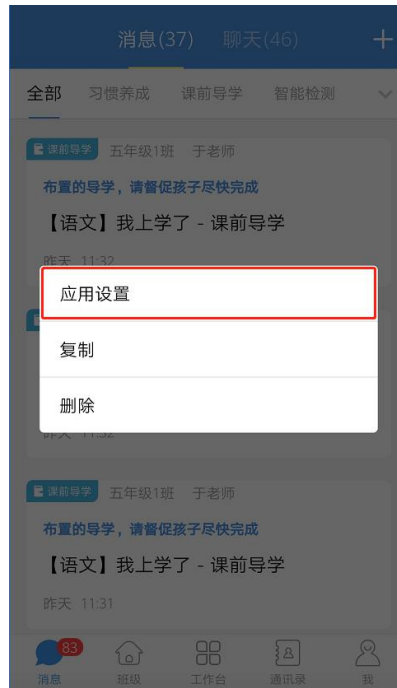 消息(37) 聊天(46) +
全部 习惯养成 课前导学 智能检测
课前导学 五年级1班 于老师
布置的导学，请督促孩子尽快完成
【语文】我上学了 - 课前导学
昨天 11:32
应用设置
复制
删除
昨天 11:32
课前导学 五年级1班 于老师
布置的导学，请督促孩子尽快完成
【语文】我上学了 - 课前导学
昨天 11:31
83
消息 班级 工作台 通讯录 我